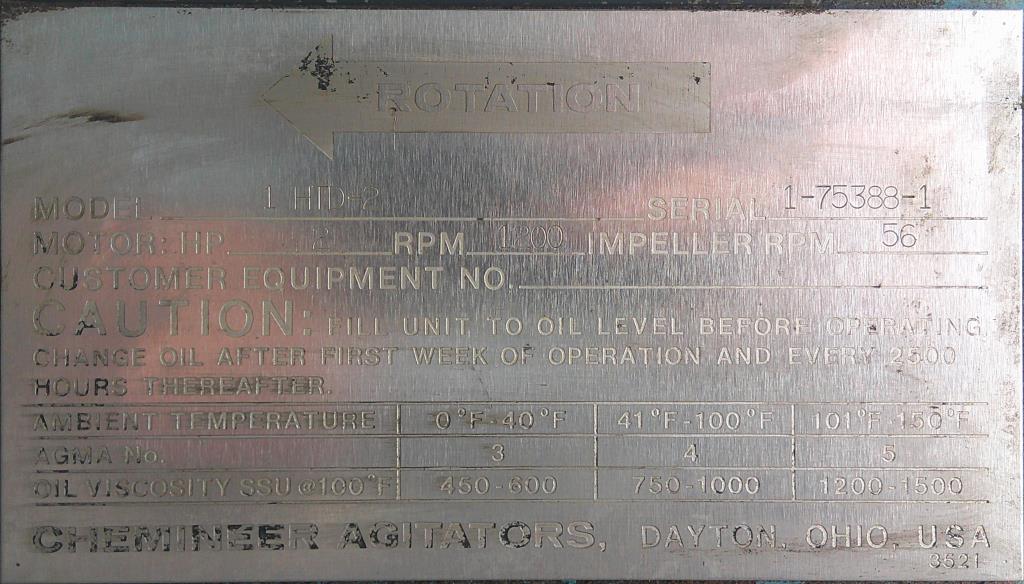 ROTATION
MODEL 1 HTD-2 SERIAL 1-75388-1
MOTOR: HP 2 RPM 1200 IMPELLER RPM 56
CUSTOMER EQUIPMENT NO.
CAUTION: FILL UNIT TO OIL LEVEL BEFORE OPERATING.
CHANGE OIL AFTER FIRST WEEK OF OPERATION AND EVERY 2500
HOURS THEREAFTER.
AMBIENT TEMPERATURE 0°F-40°F 41°F-100°F 101°F-150°F
AGMA No. 3 4 5
OIL VISCOSITY SSU @100°F 450-600 750-1000 1200-1500
CHEMINEER AGITATORS, DAYTON, OHIO, USA
3521